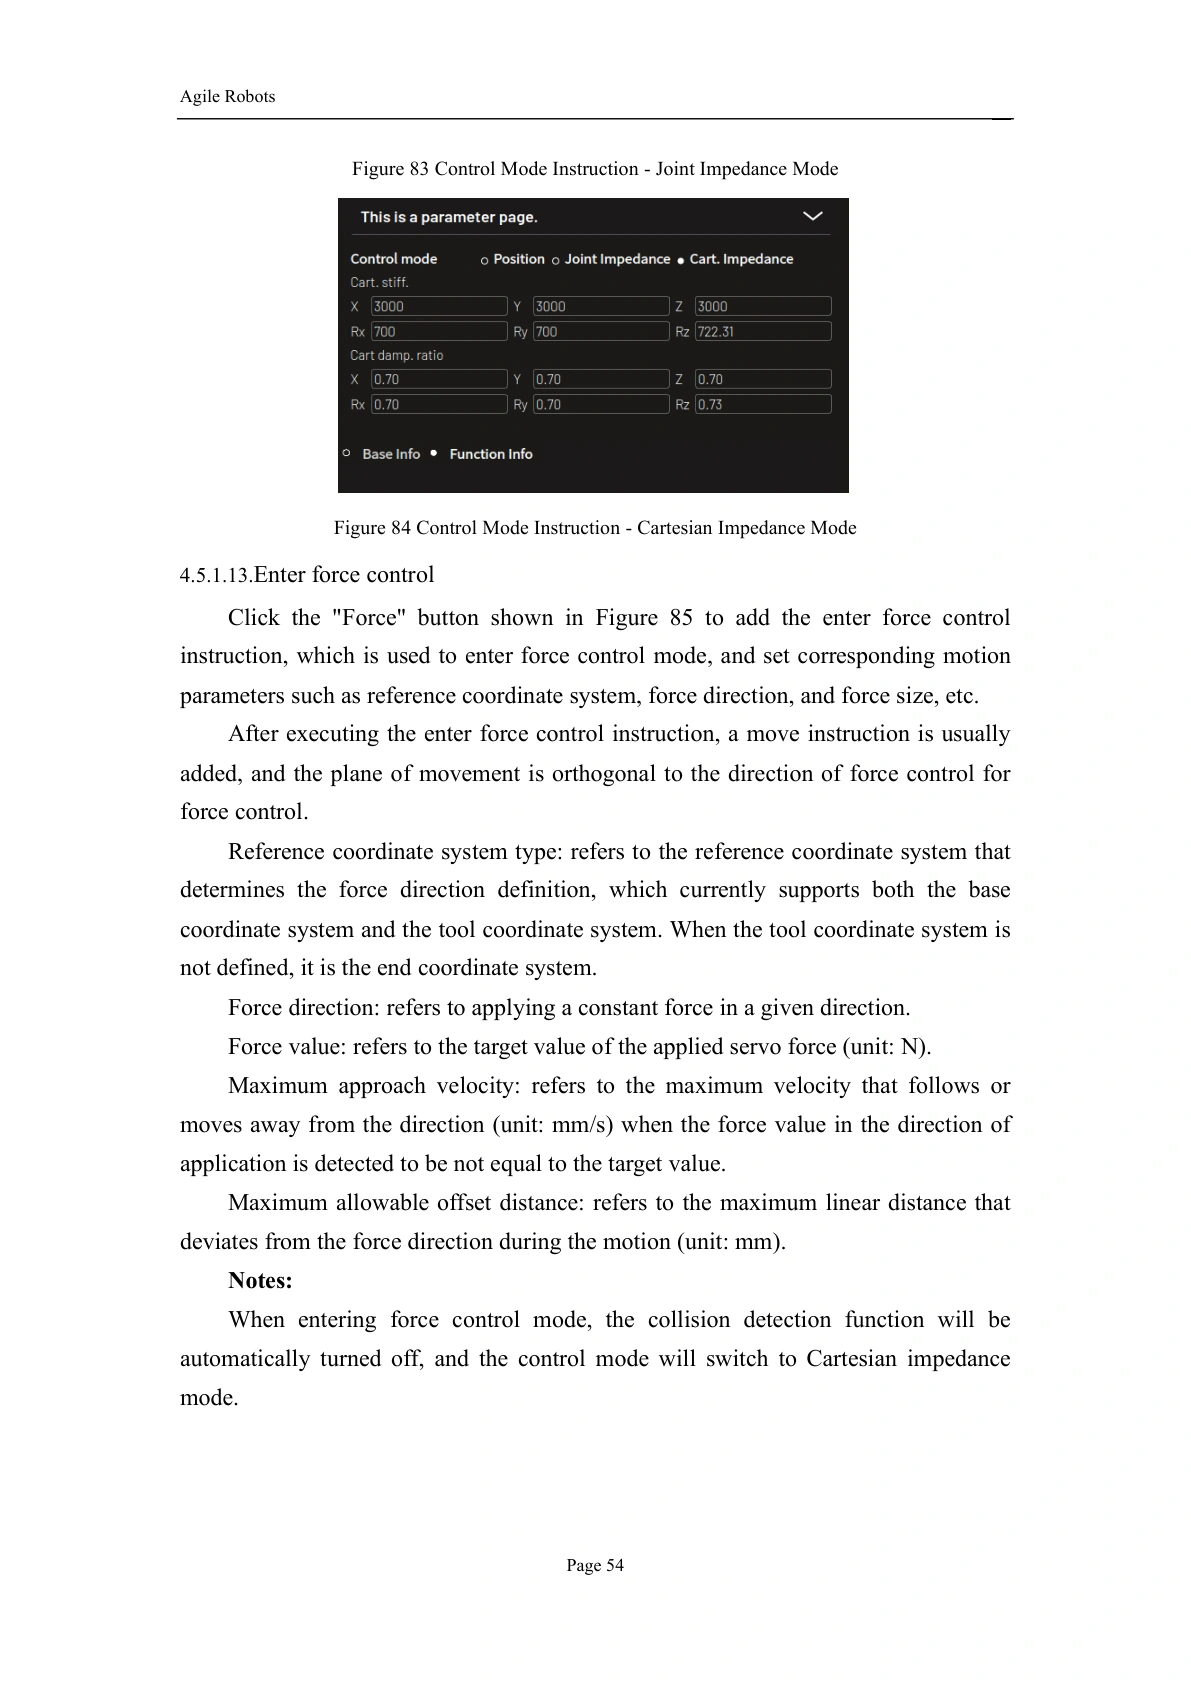 Agile Robots
Figure 83 Control Mode Instruction - Joint Impedance Mode
This is a parameter page.
Control mode Position Joint Impedance Cart. Impedance
Cart. stiff.
X 3000 Y 3000 Z 3000
Rx 700 Ry 700 Rz 722.31
Cart damp. ratio
X 0.70 Y 0.70 Z 0.70
Rx 0.70 Ry 0.70 Rz 0.73
Base Info Function Info
Figure 84 Control Mode Instruction - Cartesian Impedance Mode
4.5.1.13.Enter force control
Click the "Force" button shown in Figure 85 to add the enter force control
instruction, which is used to enter force control mode, and set corresponding motion
parameters such as reference coordinate system, force direction, and force size, etc.
After executing the enter force control instruction, a move instruction is usually
added, and the plane of movement is orthogonal to the direction of force control for
force control.
Reference coordinate system type: refers to the reference coordinate system that
determines the force direction definition, which currently supports both the base
coordinate system and the tool coordinate system. When the tool coordinate system is
not defined, it is the end coordinate system.
Force direction: refers to applying a constant force in a given direction.
Force value: refers to the target value of the applied servo force (unit: N).
Maximum approach velocity: refers to the maximum velocity that follows or
moves away from the direction (unit: mm/s) when the force value in the direction of
application is detected to be not equal to the target value.
Maximum allowable offset distance: refers to the maximum linear distance that
deviates from the force direction during the motion (unit: mm).
Notes:
When entering force control mode, the collision detection function will be
automatically turned off, and the control mode will switch to Cartesian impedance
mode.
Page 54